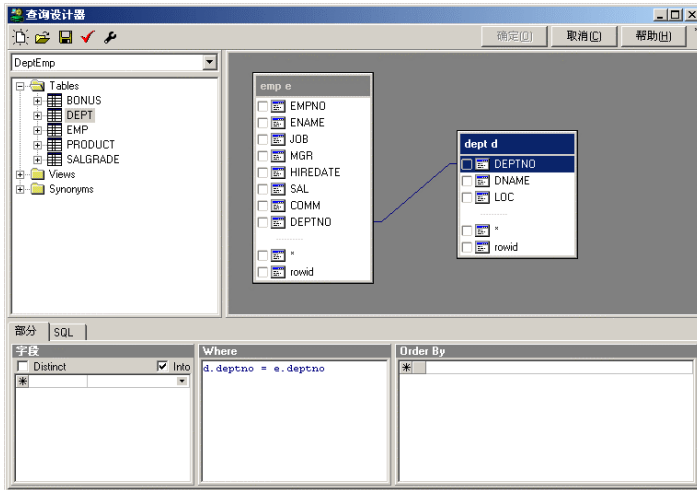 查询设计器
确定(O) 取消(C) 帮助(H)
DeptEmp
Tables
BONUS
DEPT
EMP
PRODUCT
SALGRADE
Views
Synonyms
emp e
EMPNO
ENAME
JOB
MGR
HIREDATE
SAL
COMM
DEPTNO
*
rowid
dept d
DEPTNO
DNAME
LOC
*
rowid
部分 SQL
字段
Distinct Into
Where
d.deptno = e.deptno
Order By